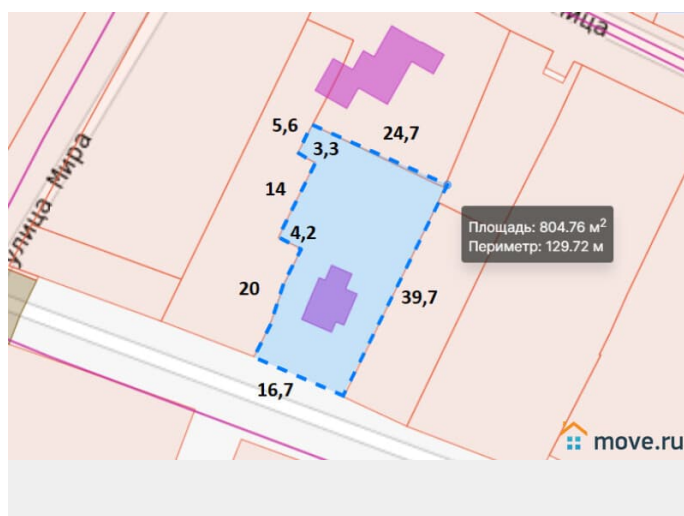 лица
5,6
24,7
3,3
14
улица Мира
4,2
Площадь: 804.76 м²
Периметр: 129.72 м
20
39,7
16,7
move.ru